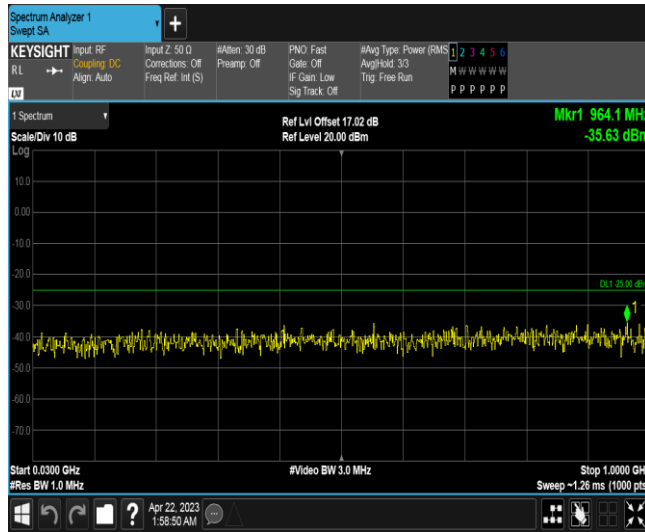 Spectrum Analyzer 1
Swept SA
+
KEYSIGHT
RL
LXI
Input: RF
Coupling: DC
Align: Auto
Input Z: 50 Ω
Corrections: Off
Freq Ref: Int (S)
#Atten: 30 dB
Preamp: Off
PNO: Fast
Gate: Off
IF Gain: Low
Sig Track: Off
#Avg Type: Power (RMS
Avg|Hold: 3/3
Trig: Free Run
1 2 3 4 5 6
M W W W W W
P P P P P P
1 Spectrum
Scale/Div 10 dB
Log
Ref Lvl Offset 17.02 dB
Ref Level 20.00 dBm
Mkr1 964.1 MHz
-35.63 dBm
10.0
0.00
-10.0
-20.0
DL1 -25.00 dBm
-30.0
1
-40.0
-50.0
-60.0
-70.0
Start 0.0300 GHz
#Res BW 1.0 MHz
#Video BW 3.0 MHz
Stop 1.0000 GH
Sweep ~1.26 ms (1000 pts
?
Apr 22, 2023
1:58:50 AM